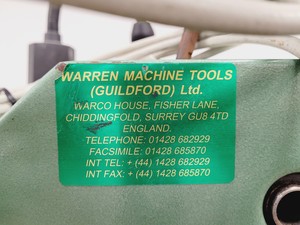 WARREN MACHINE TOOLS
(GUILDFORD) Ltd.
WARCO HOUSE, FISHER LANE,
CHIDDINGFOLD, SURREY GU8 4TD
ENGLAND.
TELEPHONE: 01428 682929
FACSIMILE: 01428 685870
INT TEL: + (44) 1428 682929
INT FAX: + (44) 1428 685870